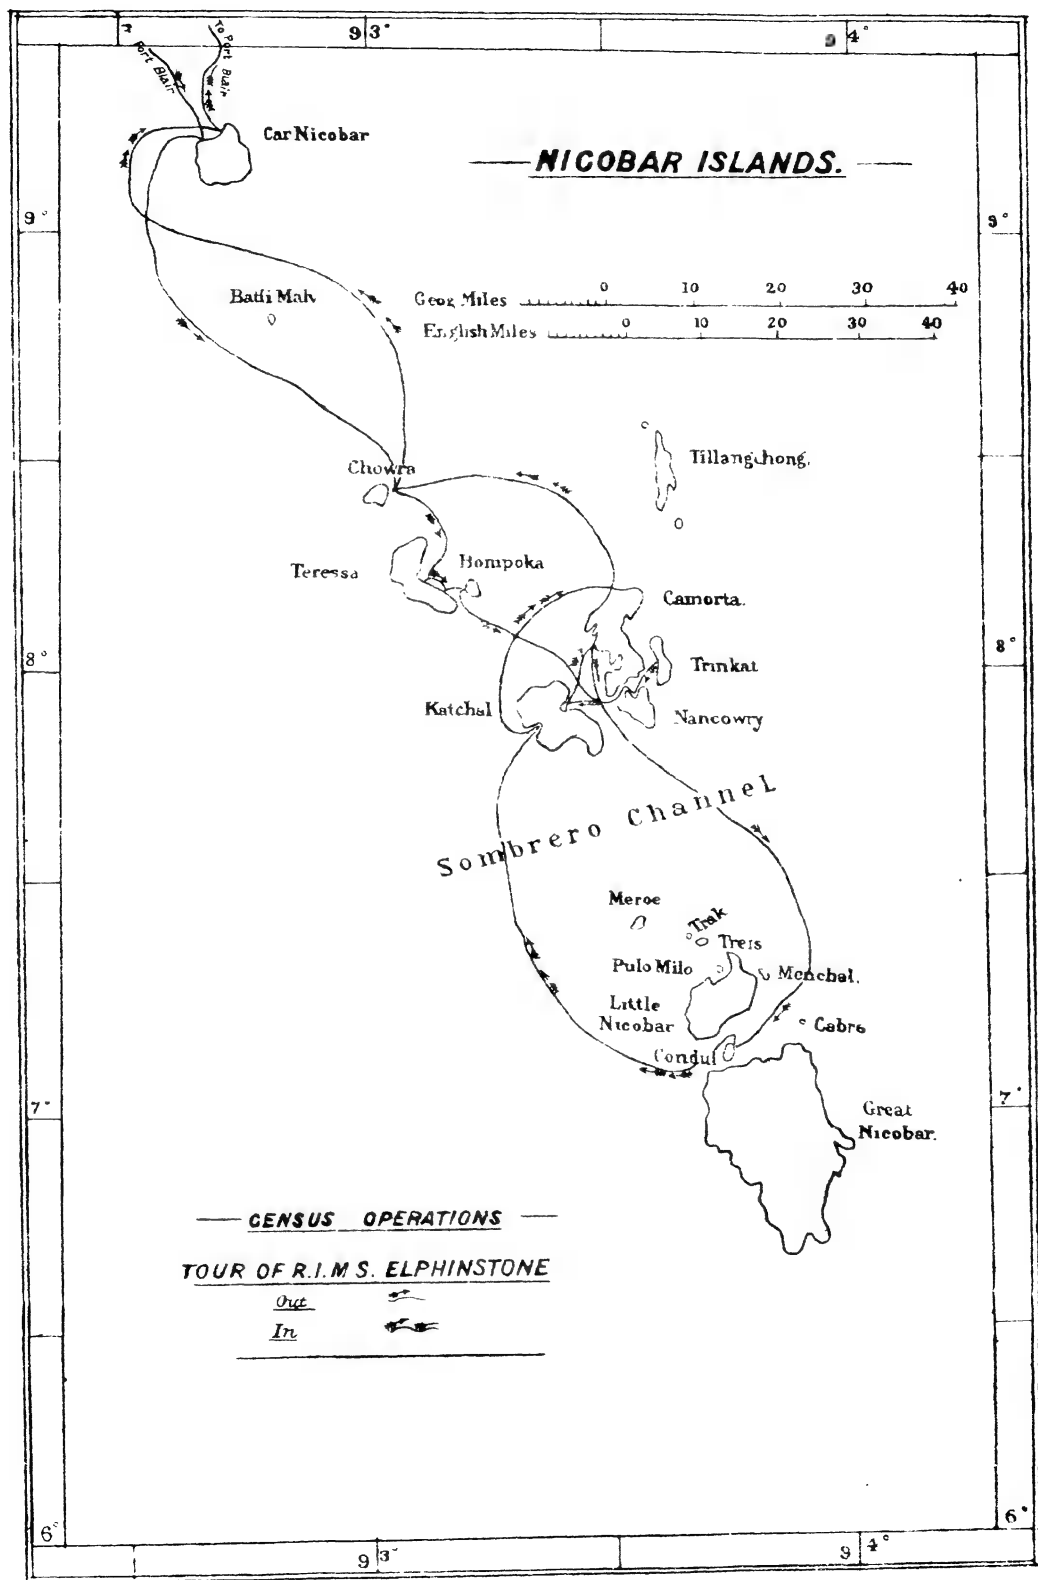 93°
94°
To Port Blair
Port Blair
Car Nicobar
NICOBAR ISLANDS.
9°
9°
Batti Malv
Geog Miles 0 10 20 30 40
English Miles 0 10 20 30 40
Chowra
Tillangchong.
Teressa
Bompoka
Camorta.
8°
8°
Trinkat
Katchal
Nancowry
Sombrero Channel
Meroe
Trak
Treis
Pulo Milo
Menchal.
Little
Nicobar
Cabra
Condul
7°
7°
Great
Nicobar.
CENSUS OPERATIONS
TOUR OF R.I.M S. ELPHINSTONE
Out
In
6°
6°
93°
94°